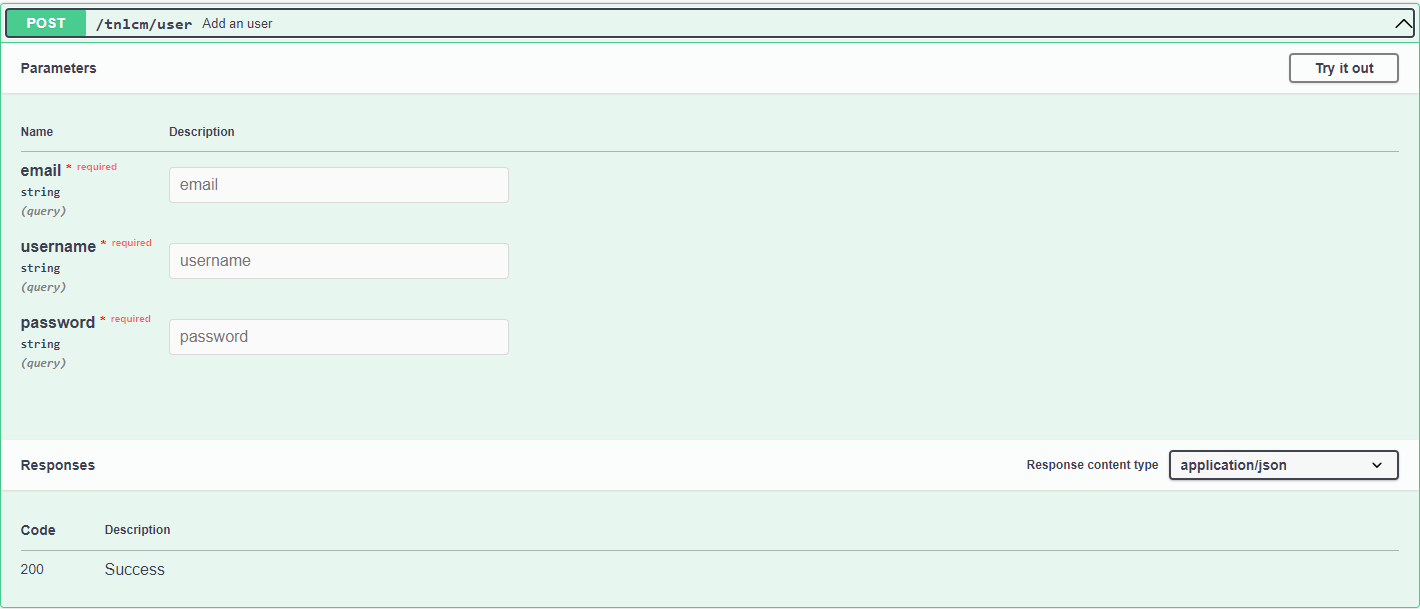 POST /tnlcm/user Add an user
Parameters Try it out
Name Description
email * required
string
(query)
email
username * required
string
(query)
username
password * required
string
(query)
password
Responses Response content type application/json
Code Description
200 Success